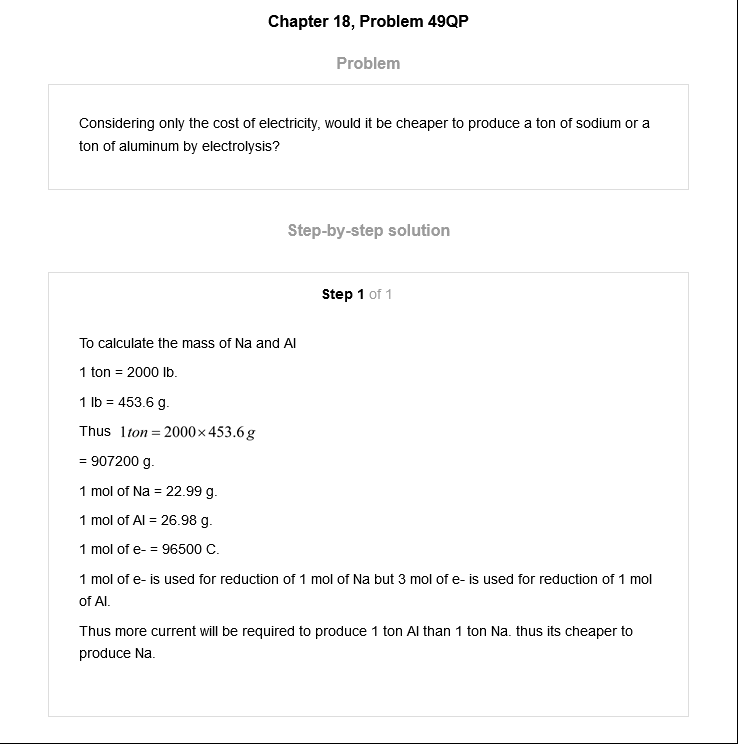 Chapter 18, Problem 49QP
Problem
Considering only the cost of electricity, would it be cheaper to produce a ton of sodium or a
ton of aluminum by electrolysis?
Step-by-step solution
Step 1 of 1
To calculate the mass of Na and Al
1 ton = 2000 lb.
1 lb = 453.6 g.
Thus 1ton = 2000×453.6 g
= 907200 g.
1 mol of Na = 22.99 g.
1 mol of Al = 26.98 g.
1 mol of e- = 96500 C.
1 mol of e- is used for reduction of 1 mol of Na but 3 mol of e- is used for reduction of 1 mol
of Al.
Thus more current will be required to produce 1 ton Al than 1 ton Na. thus its cheaper to
produce Na.